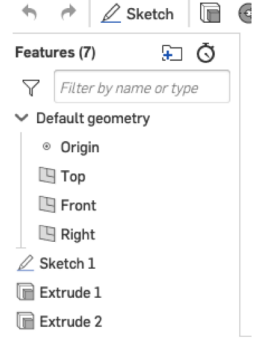 Sketch
Features (7)
Filter by name or type
Default geometry
Origin
Top
Front
Right
Sketch 1
Extrude 1
Extrude 2